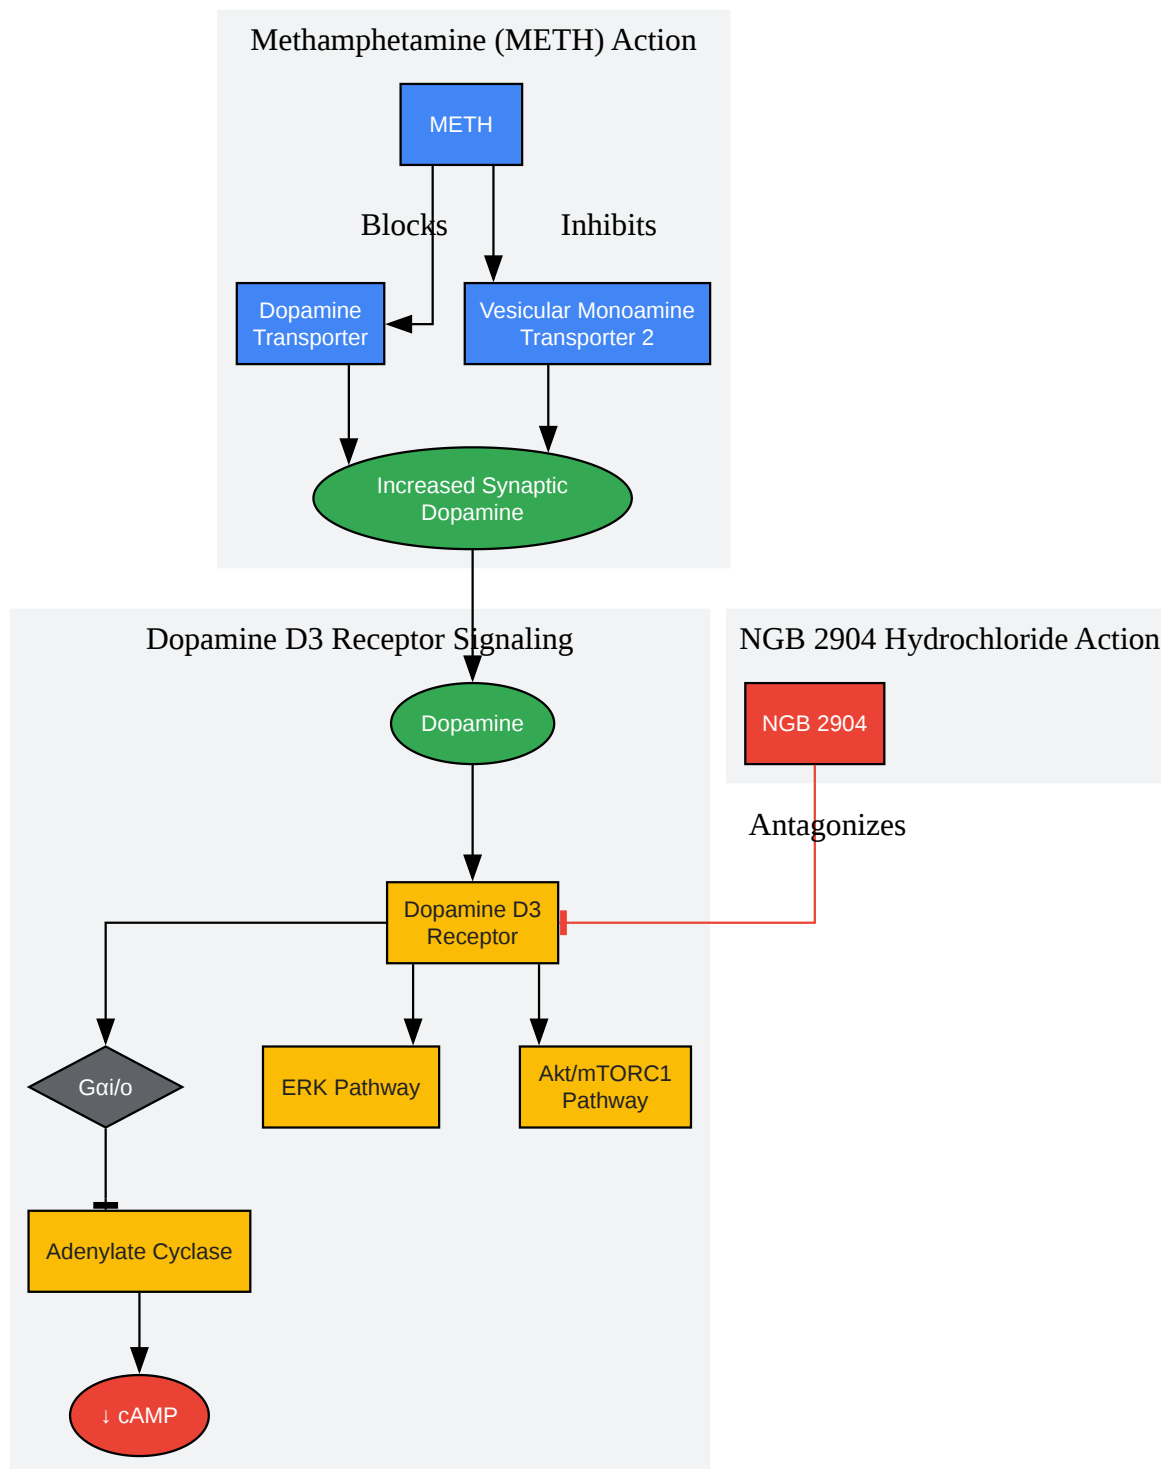 Methamphetamine (METH) Action
METH
Blocks
Inhibits
Dopamine
Transporter
Vesicular Monoamine
Transporter 2
Increased Synaptic
Dopamine
Dopamine D3 Receptor Signaling
NGB 2904 Hydrochloride Action
Dopamine
NGB 2904
Antagonizes
Dopamine D3
Receptor
Gαi/o
ERK Pathway
Akt/mTORC1
Pathway
Adenylate Cyclase
↓ cAMP